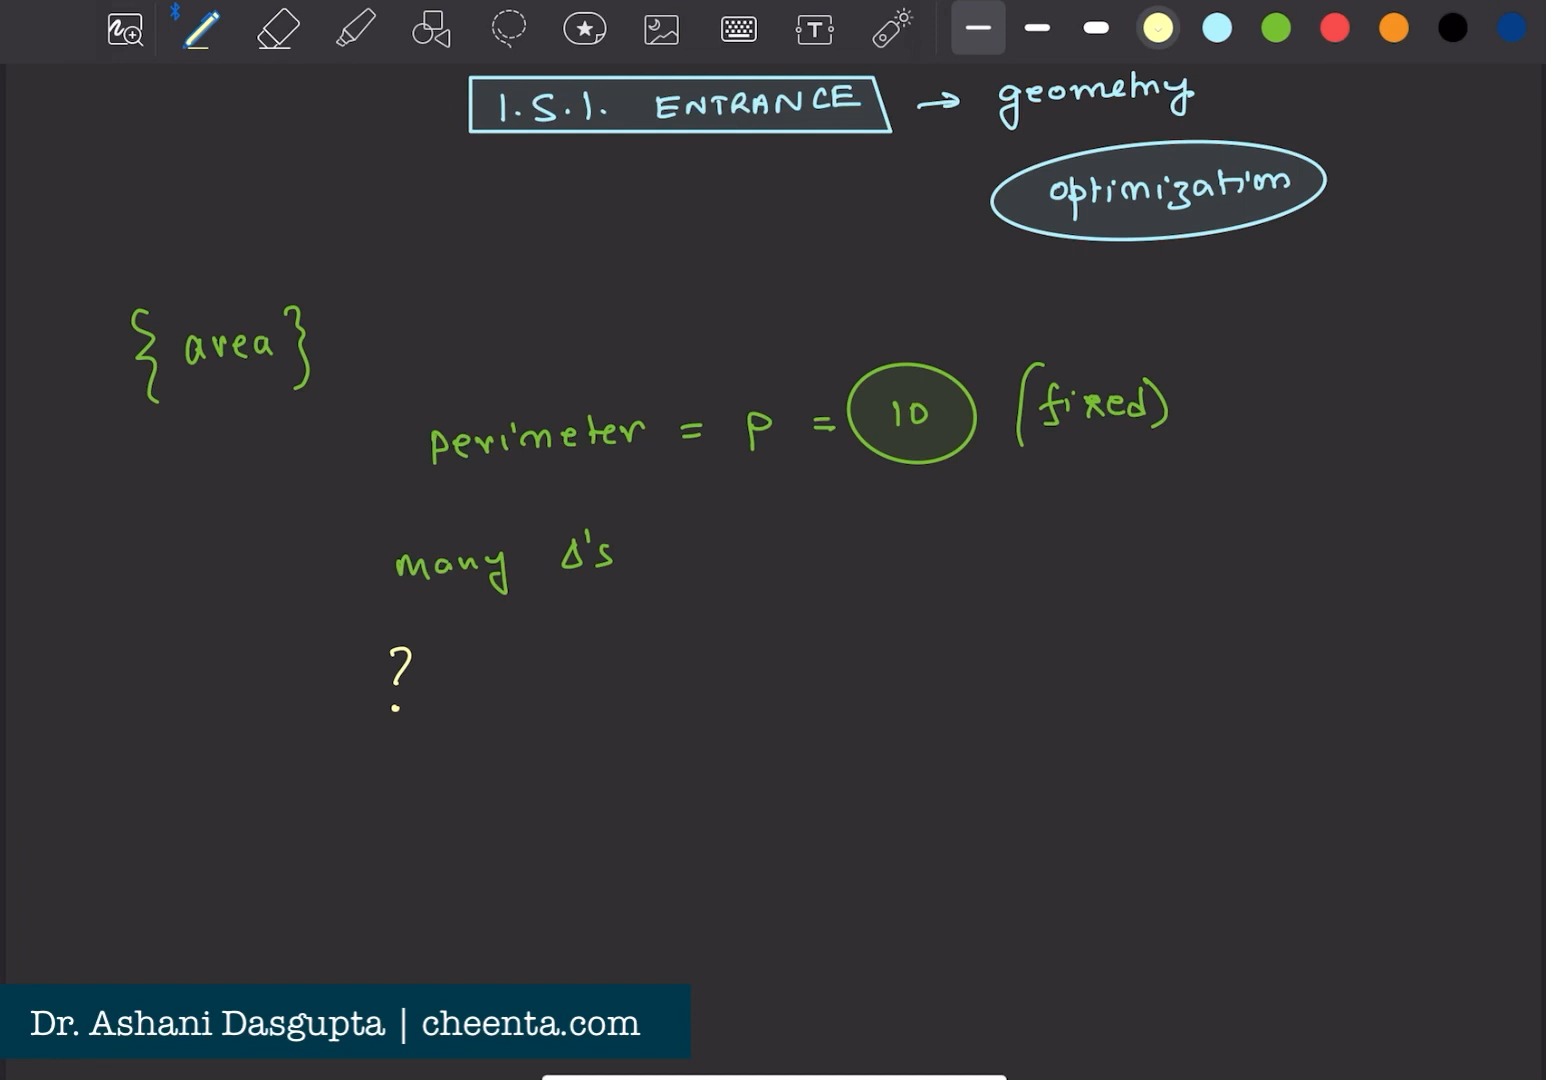 I.S.I. ENTRANCE → geometry
optimization
{area}
perimeter = P = 10 (fixed)
many Δ's
?
Dr. Ashani Dasgupta | cheenta.com